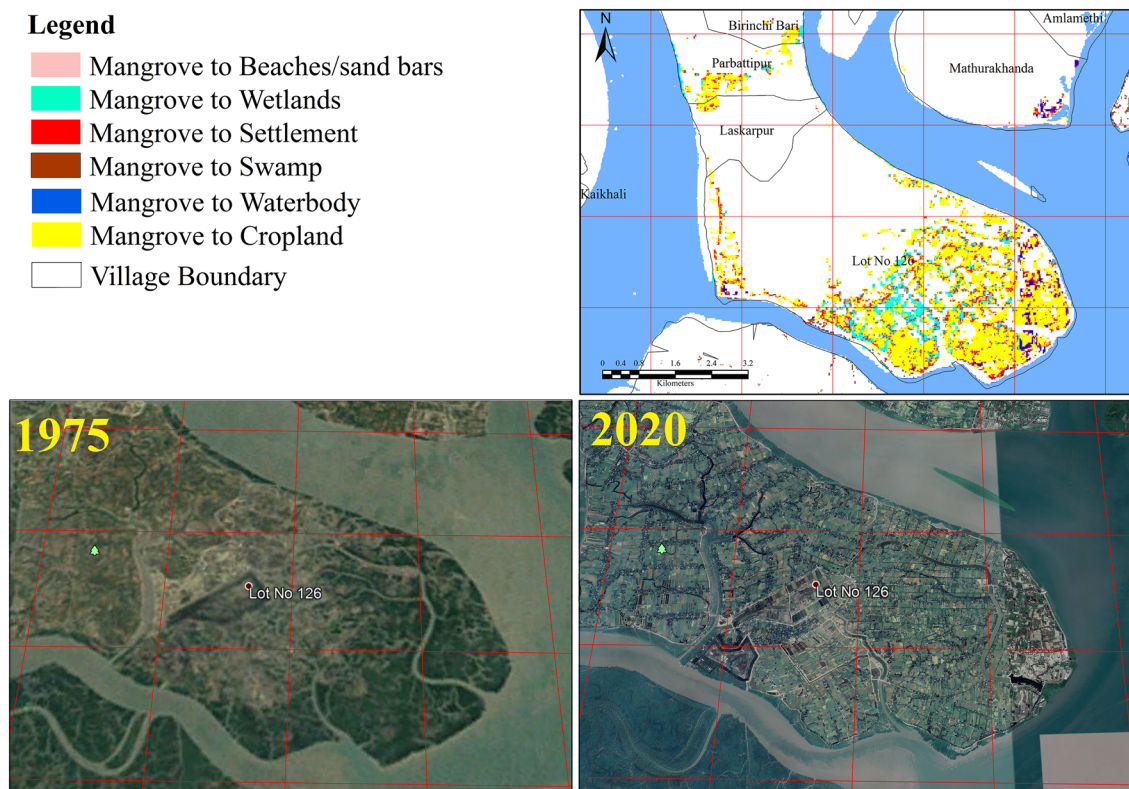 Legend
Mangrove to Beaches/sand bars
Mangrove to Wetlands
Mangrove to Settlement
Mangrove to Swamp
Mangrove to Waterbody
Mangrove to Cropland
Village Boundary
N
Birinchi Bari
Amlamethi
Parbattipur
Mathurakhanda
Laskarpur
Kaikhali
Lot No 126
0 0.4 0.8 1.6 2.4 3.2
Kilometers
1975
Lot No 126
2020
Lot No 126